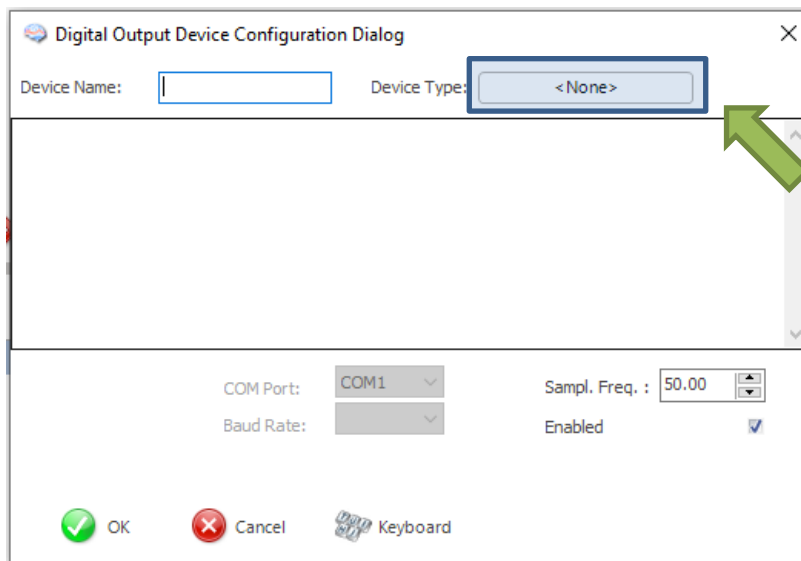 Digital Output Device Configuration Dialog
Device Name: Device Type: <None>
COM Port: COM1 Sampl. Freq. : 50.00
Baud Rate: Enabled
OK Cancel Keyboard